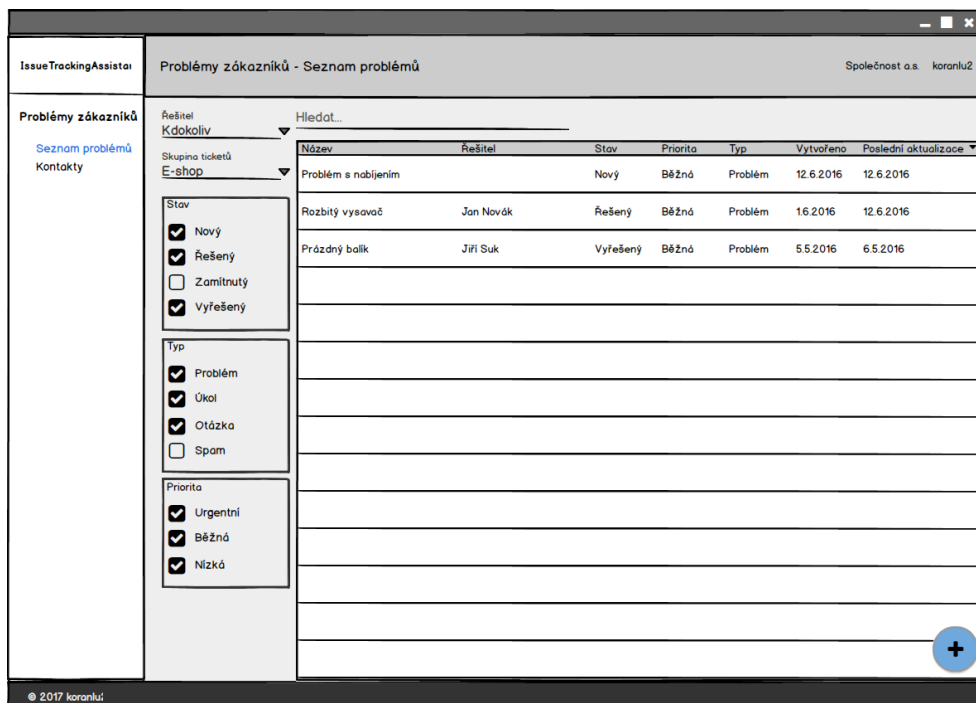 IssueTrackingAssistan
Problémy zákazníků - Seznam problémů
Společnost a.s. koranlu2
Problémy zákazníků
Seznam problémů
Kontakty
Řešitel
Kdokoliv
Skupina ticketů
E-shop
Stav
Nový
Řešený
Zamítnutý
Vyřešený
Typ
Problém
Úkol
Otázka
Spam
Priorita
Urgentní
Běžná
Nízká
Hledat...
Název Řešitel Stav Priorita Typ Vytvořeno Poslední aktualizace
Problém s nabíjením Nový Běžná Problém 12.6.2016 12.6.2016
Rozbitý vysavač Jan Novák Řešený Běžná Problém 1.6.2016 12.6.2016
Prázdný balík Jiří Suk Vyřešený Běžná Problém 5.5.2016 6.5.2016
© 2017 koranlu2